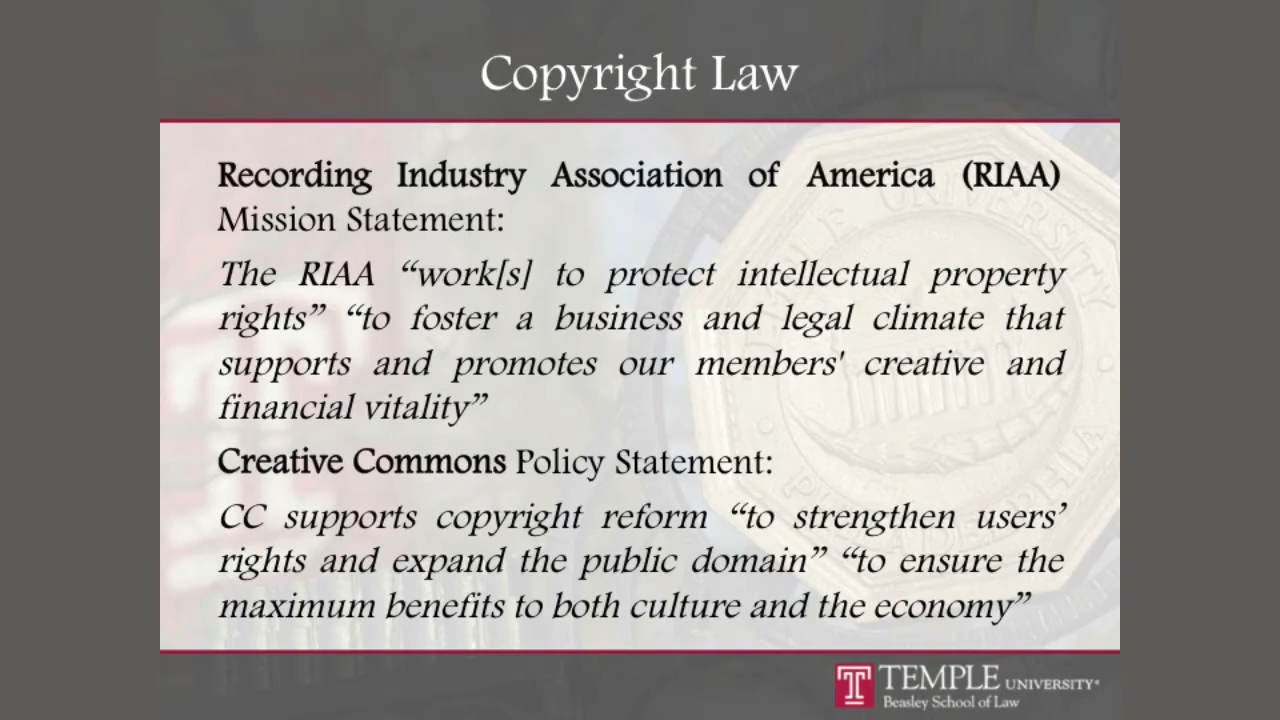 Copyright Law
Recording Industry Association of America (RIAA)
Mission Statement:
The RIAA “work[s] to protect intellectual property
rights” “to foster a business and legal climate that
supports and promotes our members' creative and
financial vitality”
Creative Commons Policy Statement:
CC supports copyright reform “to strengthen users’
rights and expand the public domain” “to ensure the
maximum benefits to both culture and the economy”
TEMPLE UNIVERSITY®
Beasley School of Law